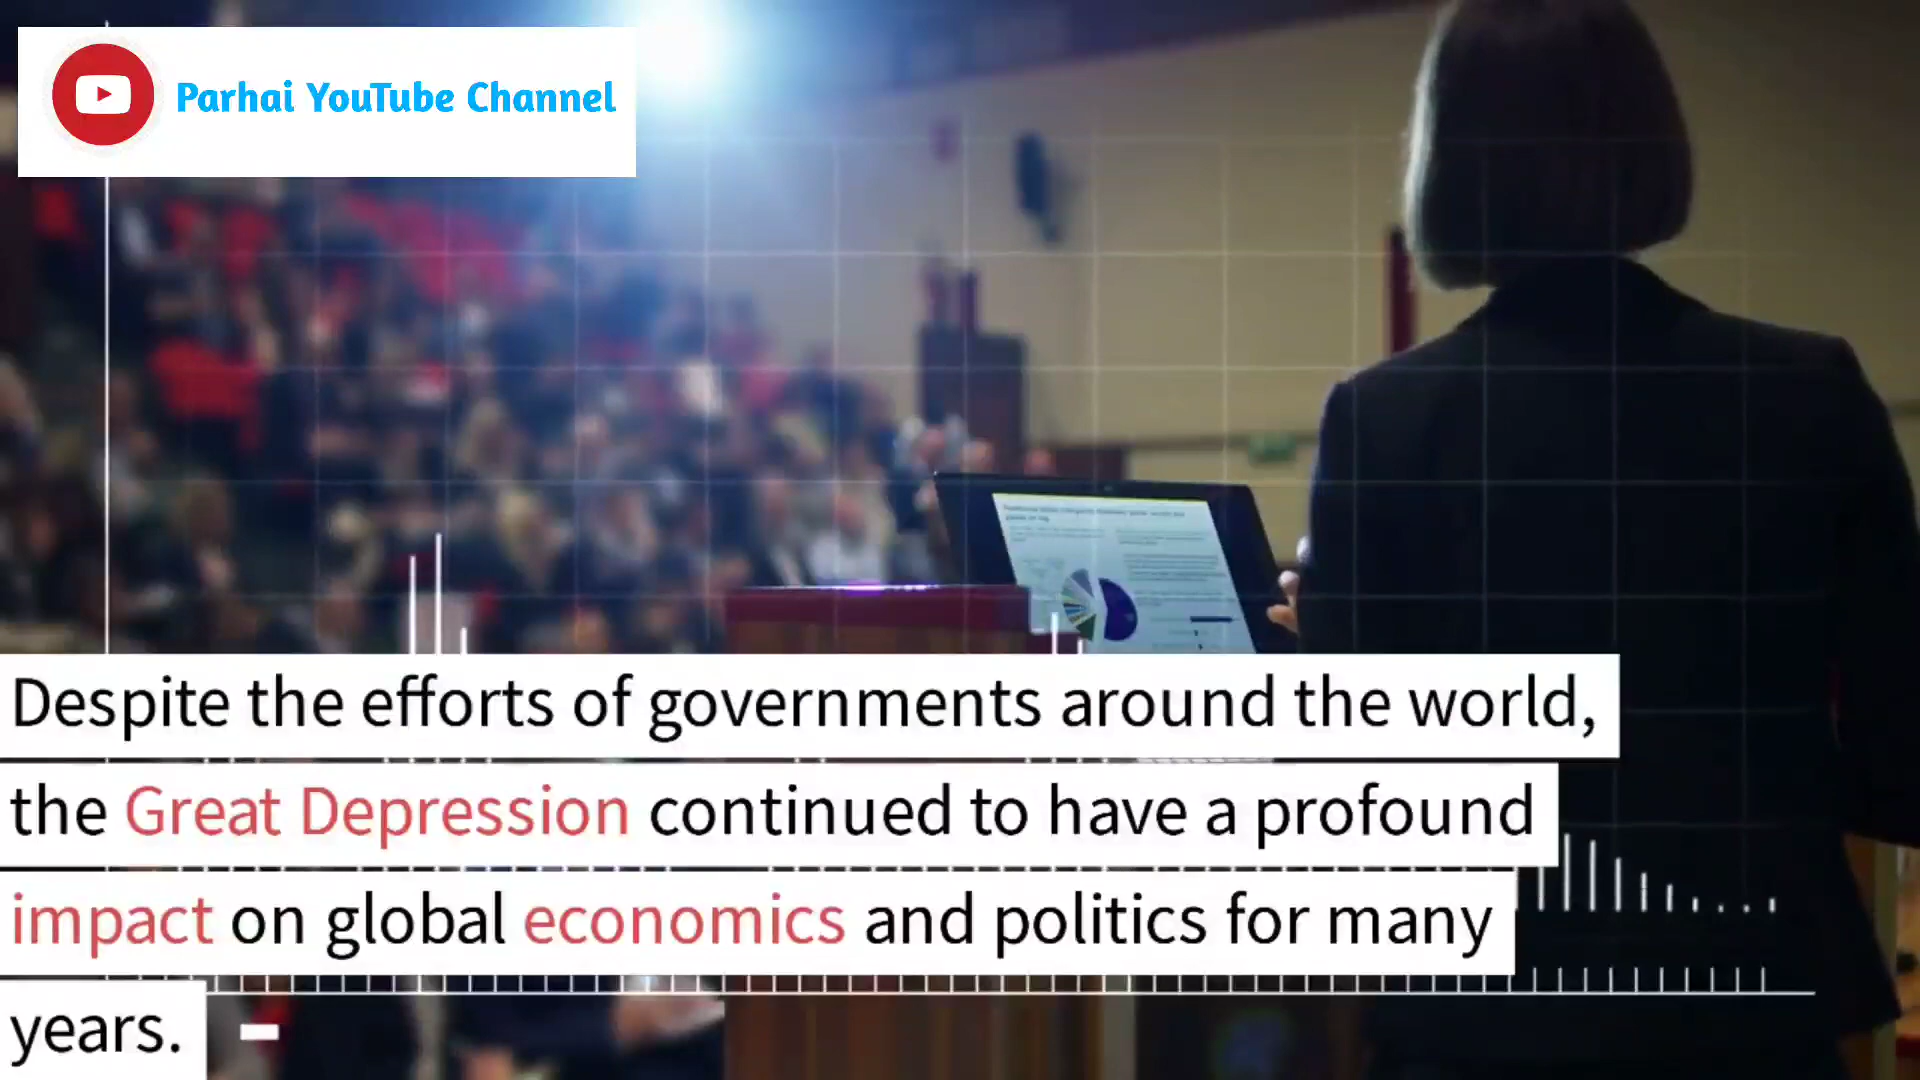 Parhai YouTube Channel
Despite the efforts of governments around the world,
the Great Depression continued to have a profound
impact on global economics and politics for many
years.